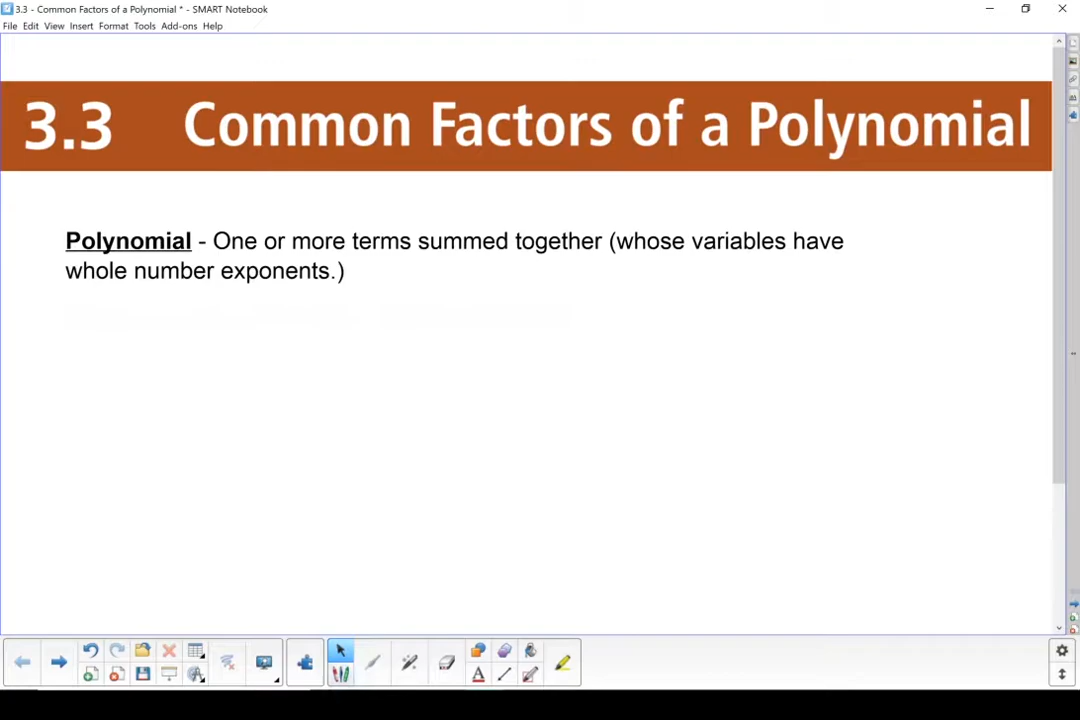 3.3 - Common Factors of a Polynomial * - SMART Notebook
File Edit View Insert Format Tools Add-ons Help
3.3 Common Factors of a Polynomial
Polynomial - One or more terms summed together (whose variables have
whole number exponents.)